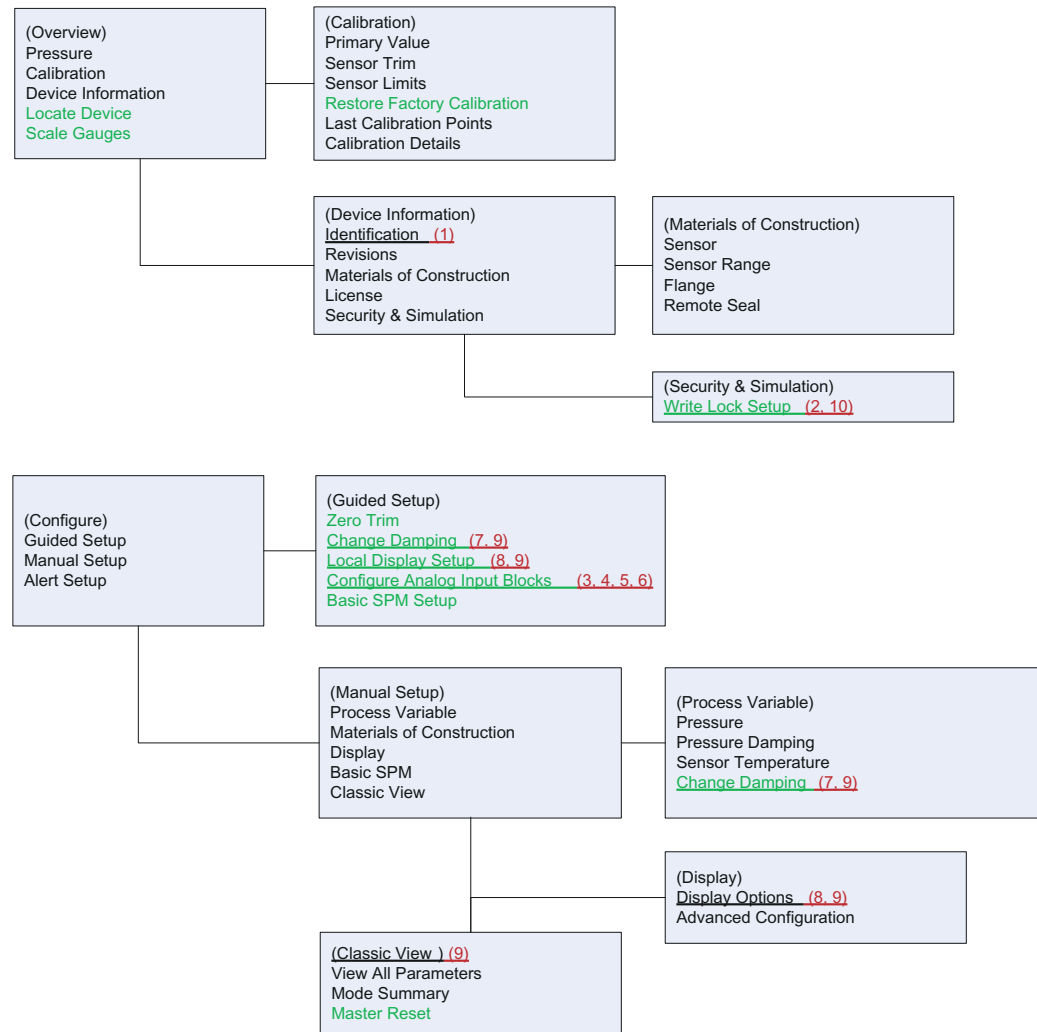 (Overview)
Pressure
Calibration
Device Information
Locate Device
Scale Gauges
(Calibration)
Primary Value
Sensor Trim
Sensor Limits
Restore Factory Calibration
Last Calibration Points
Calibration Details
(Device Information)
Identification (1)
Revisions
Materials of Construction
License
Security & Simulation
(Materials of Construction)
Sensor
Sensor Range
Flange
Remote Seal
(Security & Simulation)
Write Lock Setup (2, 10)
(Configure)
Guided Setup
Manual Setup
Alert Setup
(Guided Setup)
Zero Trim
Change Damping (7, 9)
Local Display Setup (8, 9)
Configure Analog Input Blocks (3, 4, 5, 6)
Basic SPM Setup
(Manual Setup)
Process Variable
Materials of Construction
Display
Basic SPM
Classic View
(Process Variable)
Pressure
Pressure Damping
Sensor Temperature
Change Damping (7, 9)
(Display)
Display Options (8, 9)
Advanced Configuration
(Classic View ) (9)
View All Parameters
Mode Summary
Master Reset